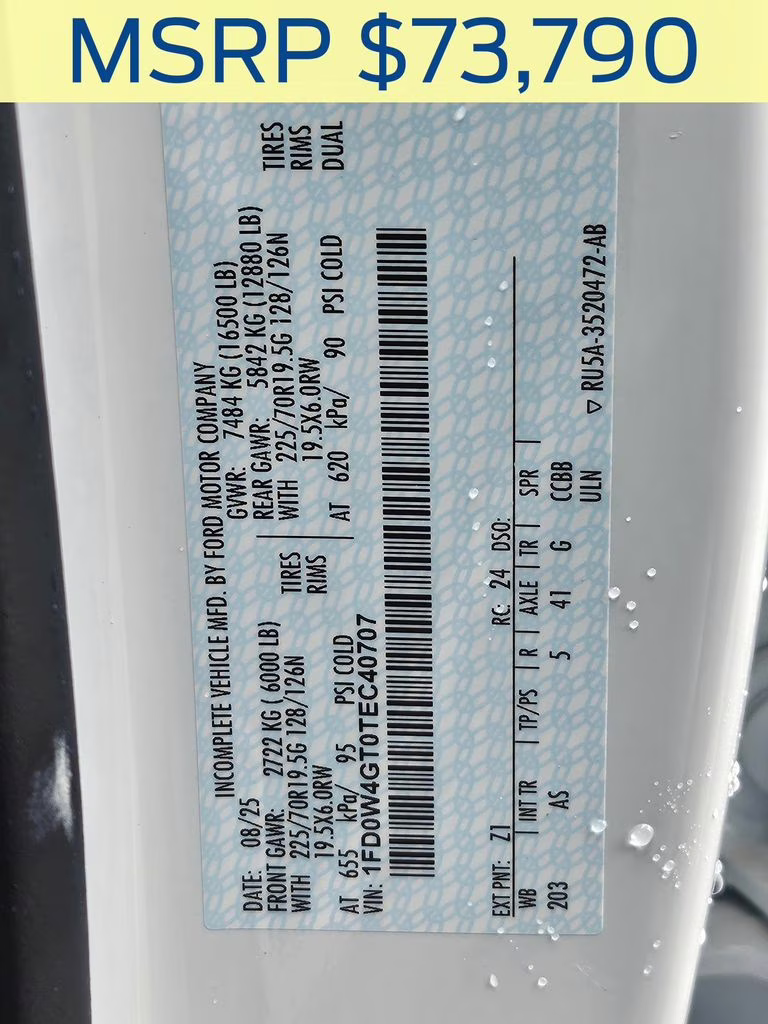 MSRP $73,790
INCOMPLETE VEHICLE MFD. BY FORD MOTOR COMPANY
DATE: 08/25 GVWR: 7484 KG (16500 LB)
FRONT GAWR: 2722 KG ( 6000 LB) REAR GAWR: 5842 KG (12880 LB)
WITH 225/70R19.5G 128/126N TIRES WITH 225/70R19.5G 128/126N TIRES
19.5X6.0RW RIMS 19.5X6.0RW RIMS
AT 655 kPa/ 95 PSI COLD AT 620 kPa/ 90 PSI COLD DUAL
VIN: 1FD0W4GT0TEC40707
EXT PNT: Z1 RC: 24 DSO:
WB | INT TR | TP/PS | R | AXLE | TR | SPR |
203 AS 5 41 G CCBB
ULN
▽ RU5A-3520472-AB